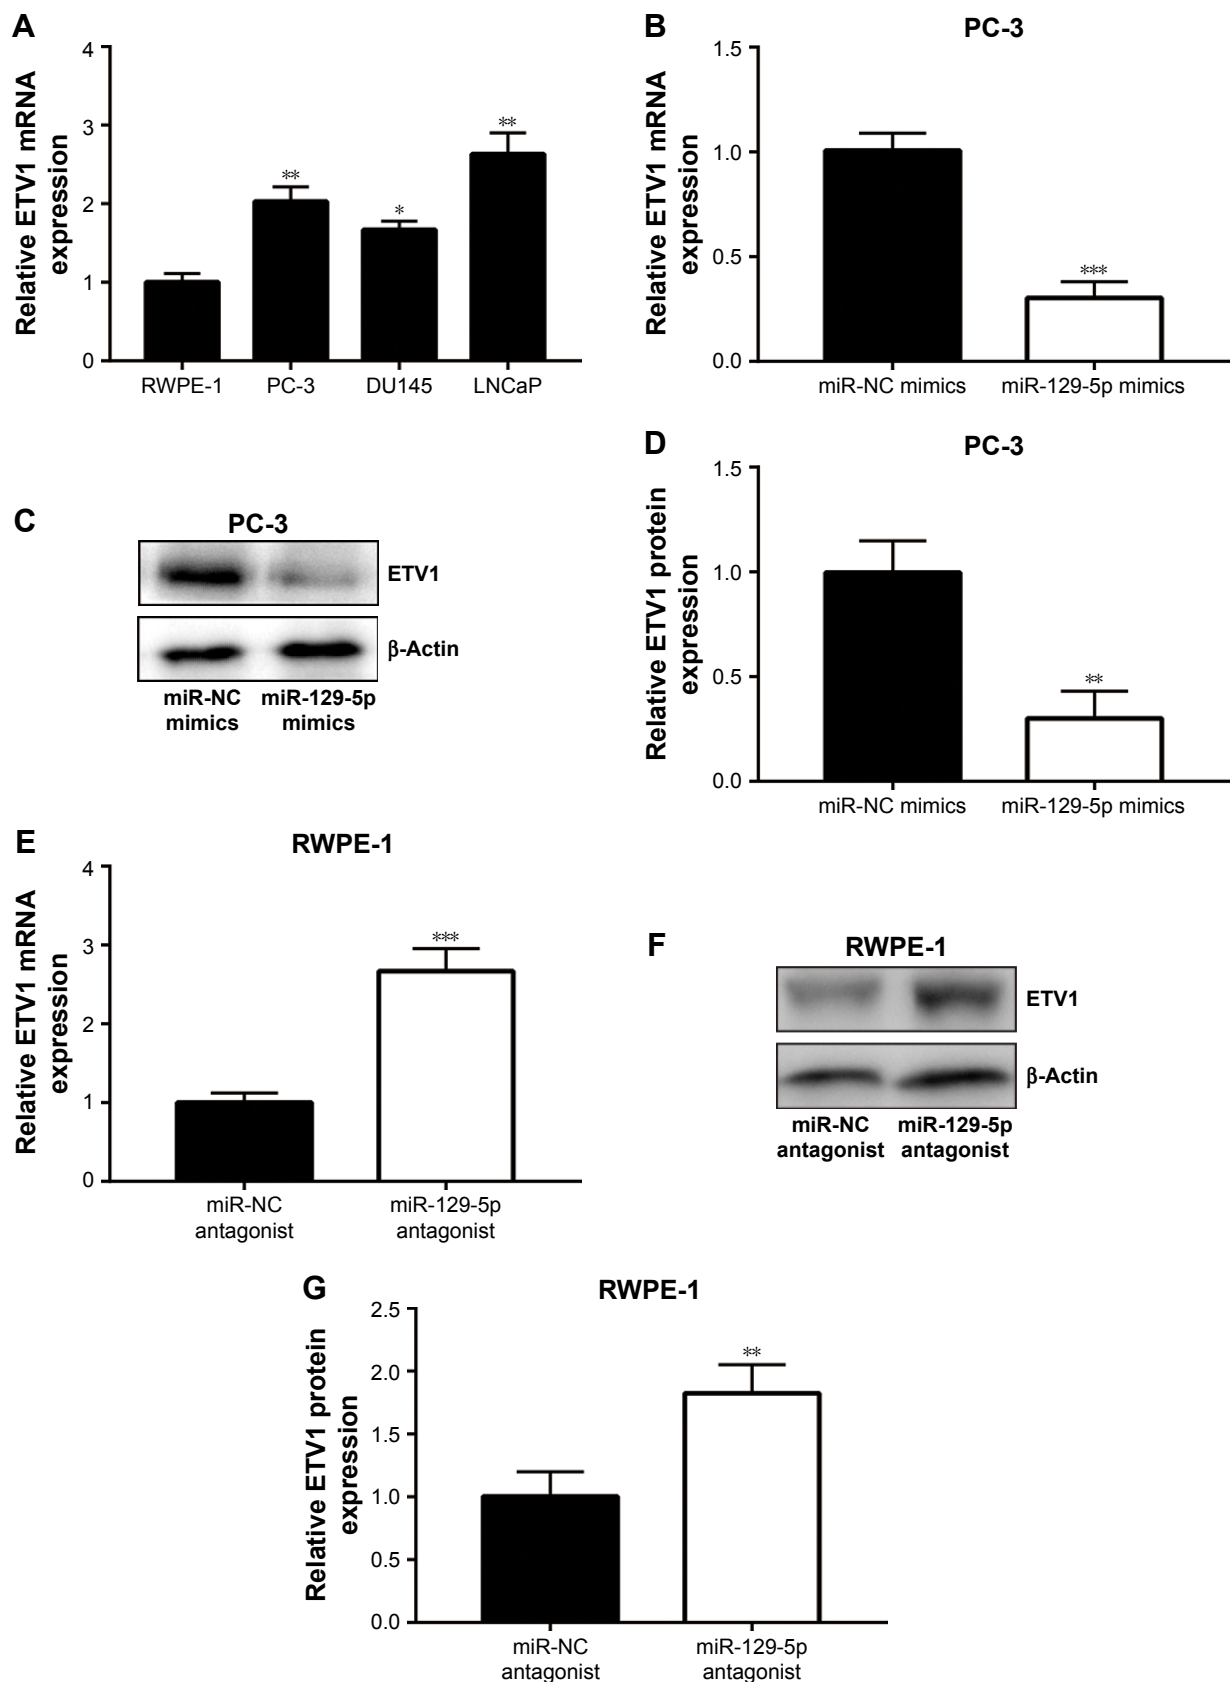 A
Relative ETV1 mRNA
expression
4
3
2
1
0
**
*
**
RWPE-1 PC-3 DU145 LNCaP
B
PC-3
Relative ETV1 mRNA
expression
1.5
1.0
0.5
0.0
***
miR-NC mimics miR-129-5p mimics
C
PC-3
ETV1
β-Actin
miR-NC miR-129-5p
mimics mimics
D
PC-3
Relative ETV1 protein
expression
1.5
1.0
0.5
0.0
**
miR-NC mimics miR-129-5p mimics
E
RWPE-1
Relative ETV1 mRNA
expression
4
3
2
1
0
***
miR-NC miR-129-5p
antagonist antagonist
F
RWPE-1
ETV1
β-Actin
miR-NC miR-129-5p
antagonist antagonist
G
RWPE-1
Relative ETV1 protein
expression
2.5
2.0
1.5
1.0
0.5
0.0
**
miR-NC miR-129-5p
antagonist antagonist